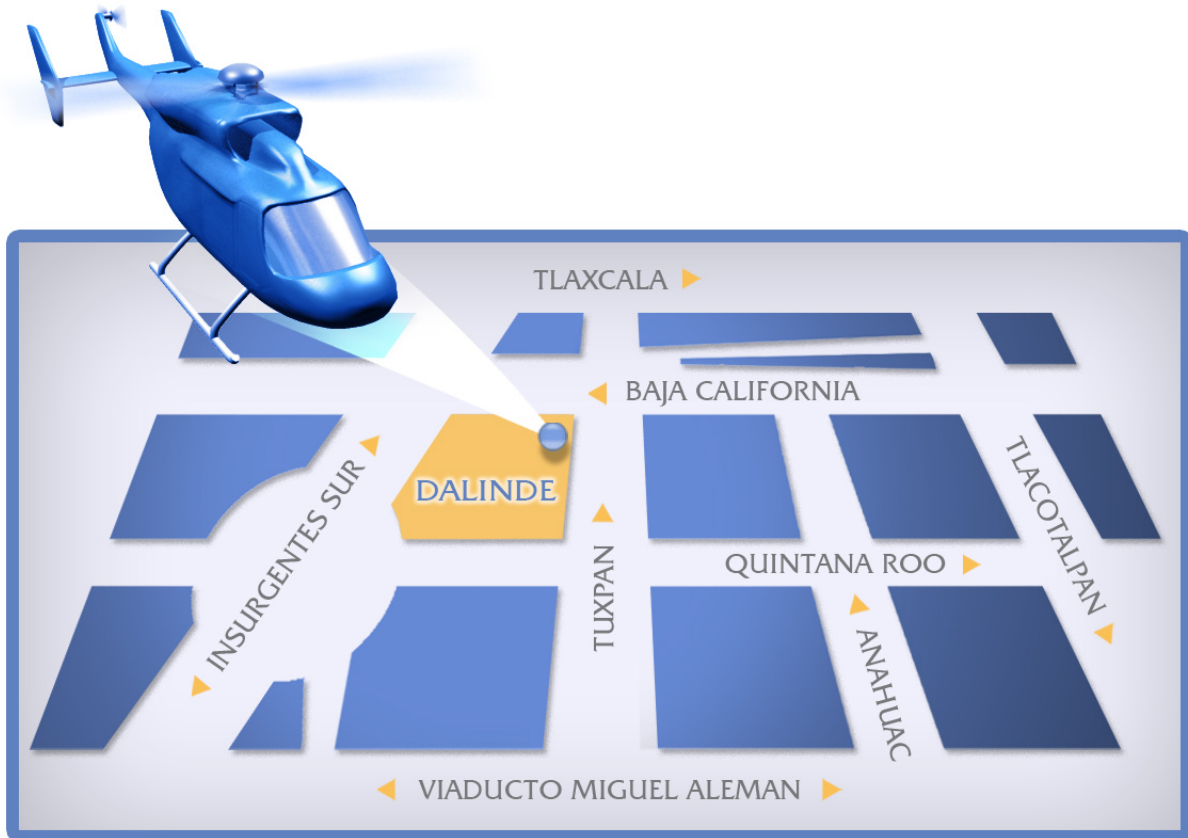 TLAXCALA
BAJA CALIFORNIA
DALINDE
INSURGENTES SUR
TUXPAN
QUINTANA ROO
TLACOTALPAN
ANAHUAC
VIADUCTO MIGUEL ALEMAN